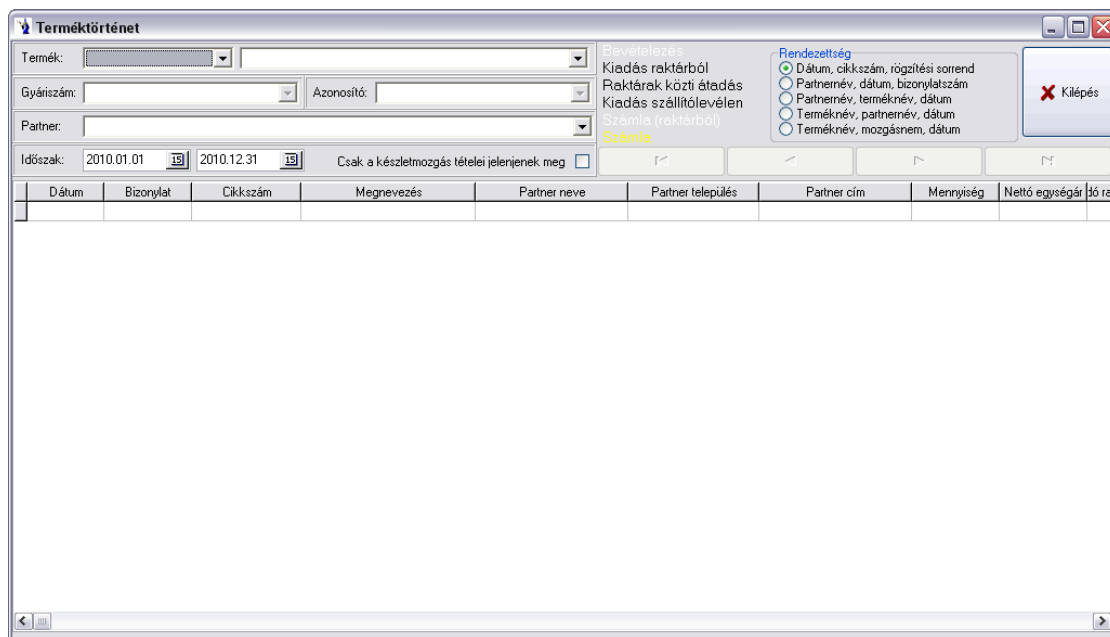 Terméktörténet
Termék:
Gyáriszám:
Azonosító:
Partner:
Időszak:
2010.01.01
15
2010.12.31
15
Csak a készletmozgás tételei jelenjenek meg
Bevételezés
Kiadás raktárból
Raktárak közti átadás
Kiadás szállítólevélen
Számla (raktárból)
Rendezettség
Dátum, cikkszám, rögzítési sorrend
Partnernév, dátum, bizonylatszám
Partnernév, terméknév, dátum
Terméknév, partnernév, dátum
Terméknév, mozgásnem, dátum
Kilépés
Dátum
Bizonylat
Cikkszám
Megnevezés
Partner neve
Partner település
Partner cím
Mennyiség
Nettó egységár